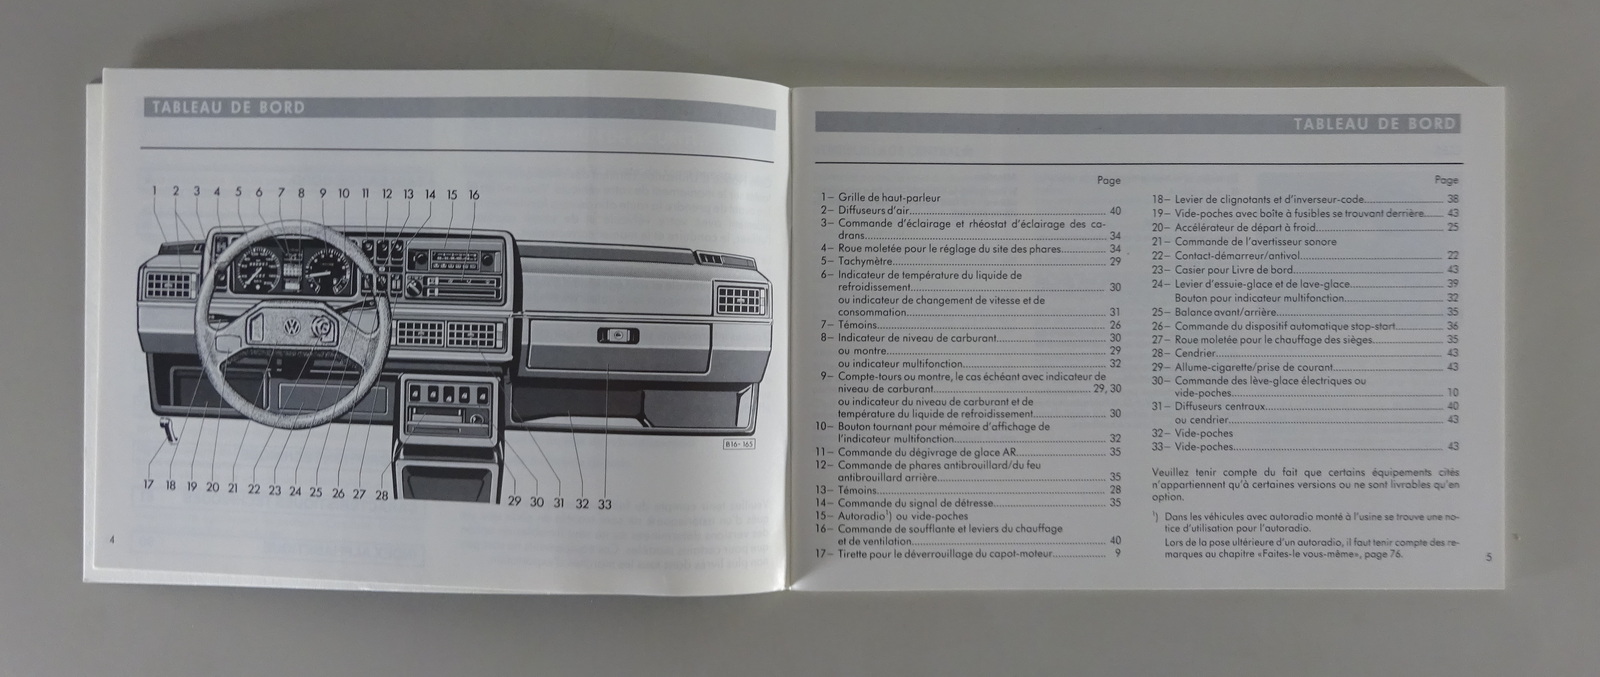 TABLEAU DE BORD
1 2 3 4 5 6 7 8 9 10 11 12 13 14 15 16
B16-165
17 18 19 20 21 22 23 24 25 26 27 28 29 30 31 32 33
4
TABLEAU DE BORD
Page
1– Grille de haut-parleur
2– Diffuseurs d'air 40
3– Commande d'éclairage et rhéostat d'éclairage des ca-
drans 34
4– Roue moletée pour le réglage du site des phares 34
5– Tachymètre 29
6– Indicateur de température du liquide de
refroidissement 30
ou indicateur de changement de vitesse et de
consommation 31
7– Témoins 26
8– Indicateur de niveau de carburant 30
ou montre 29
ou indicateur multifonction 32
9– Compte-tours ou montre, le cas échéant avec indicateur de
niveau de carburant 29, 30
ou indicateur du niveau de carburant et de
température du liquide de refroidissement 30
10– Bouton tournant pour mémoire d'affichage de
l'indicateur multifonction 32
11– Commande du dégivrage de glace AR 35
12– Commande de phares antibrouillard/du feu
antibrouillard arrière 35
13– Témoins 28
14– Commande du signal de détresse 35
15– Autoradio¹) ou vide-poches
16– Commande de soufflante et leviers du chauffage
et de ventilation 40
17– Tirette pour le déverrouillage du capot-moteur 9
Page
18– Levier de clignotants et d'inverseur-code 38
19– Vide-poches avec boîte à fusibles se trouvant derrière 43
20– Accélérateur de départ à froid 25
21– Commande de l'avertisseur sonore
22– Contact-démarreur/antivol 22
23– Casier pour Livre de bord 43
24– Levier d'essuie-glace et de lave-glace 39
Bouton pour indicateur multifonction 32
25– Balance avant/arrière 35
26– Commande du dispositif automatique stop-start 36
27– Roue moletée pour le chauffage des sièges 35
28– Cendrier 43
29– Allume-cigarette/prise de courant 43
30– Commande des lève-glace électriques ou
vide-poches 10
31– Diffuseurs centraux 40
ou cendrier 43
32– Vide-poches
33– Vide-poches 43
Veuillez tenir compte du fait que certains équipements cités
n'appartiennent qu'à certaines versions ou ne sont livrables qu'en
option.
¹) Dans les véhicules avec autoradio monté à l'usine se trouve une no-
tice d'utilisation pour l'autoradio.
Lors de la pose ultérieure d'un autoradio, il faut tenir compte des re-
marques au chapitre «Faites-le vous-même», page 76.
5